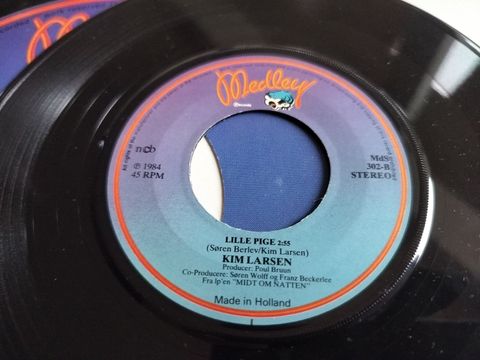 Medley
Records
ncb
℗ 1984
45 RPM
MdS
302-B
STEREO
LILLE PIGE 2:55
(Søren Berlev/Kim Larsen)
KIM LARSEN
Producer: Poul Bruun
Co-Producere: Søren Wolff og Franz Beckerlee
Fra lp'en "MIDT OM NATTEN"
Made in Holland